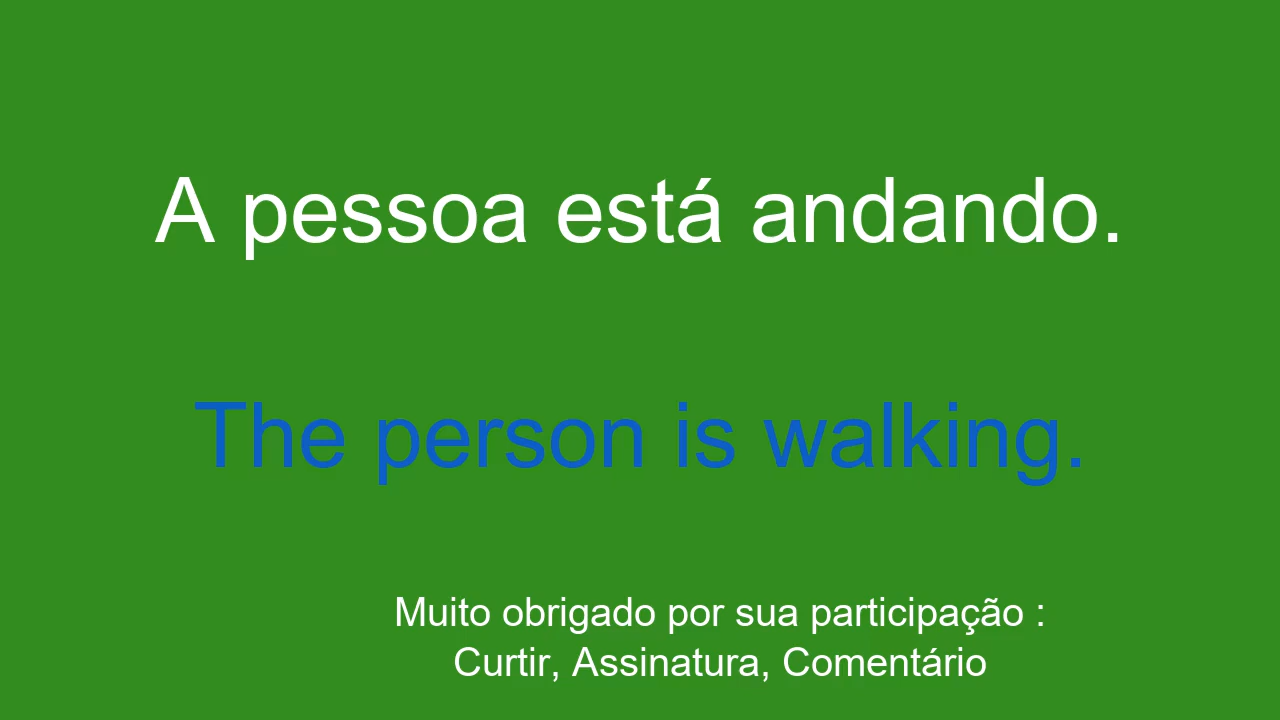 A pessoa está andando.
The person is walking.
Muito obrigado por sua participação :
Curtir, Assinatura, Comentário